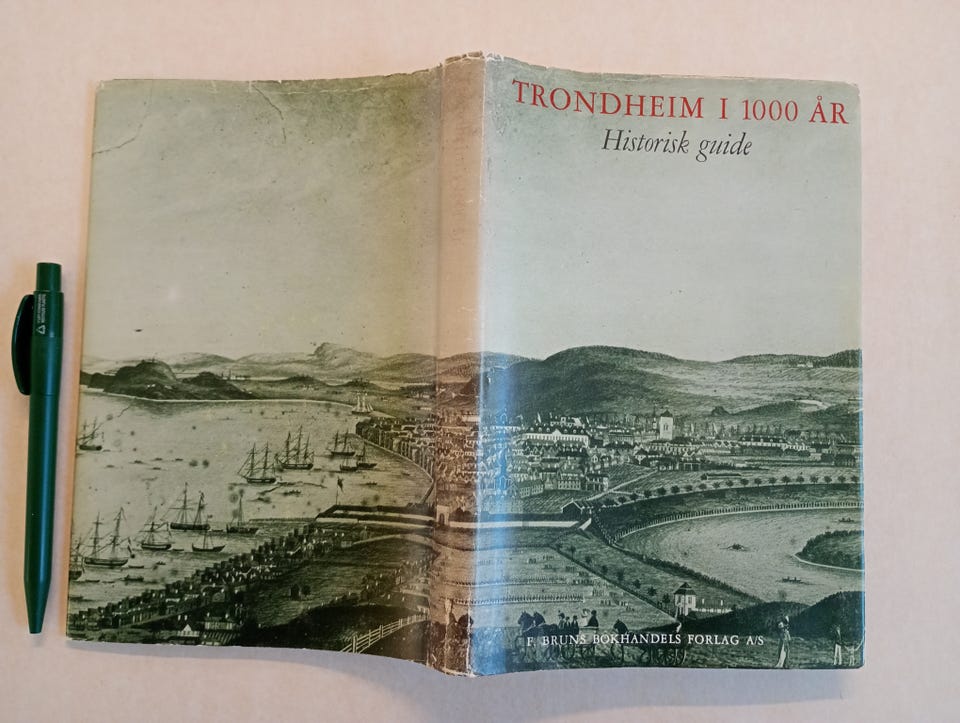 TRONDHEIM I 1000 ÅR
Historisk guide
F. BRUNS BOKHANDELS FORLAG A/S